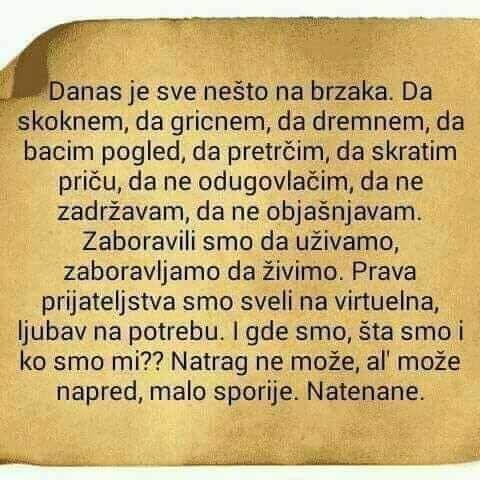 Danas je sve nešto na brzaka. Da
skoknem, da gricnem, da dremnem, da
bacim pogled, da pretrčim, da skratim
priču, da ne odugovlačim, da ne
zadržavam, da ne objašnjavam.
Zaboravili smo da uživamo,
zaboravljamo da živimo. Prava
prijateljstva smo sveli na virtuelna,
ljubav na potrebu. I gde smo, šta smo i
ko smo mi?? Natrag ne može, al' može
napred, malo sporije. Natenane.